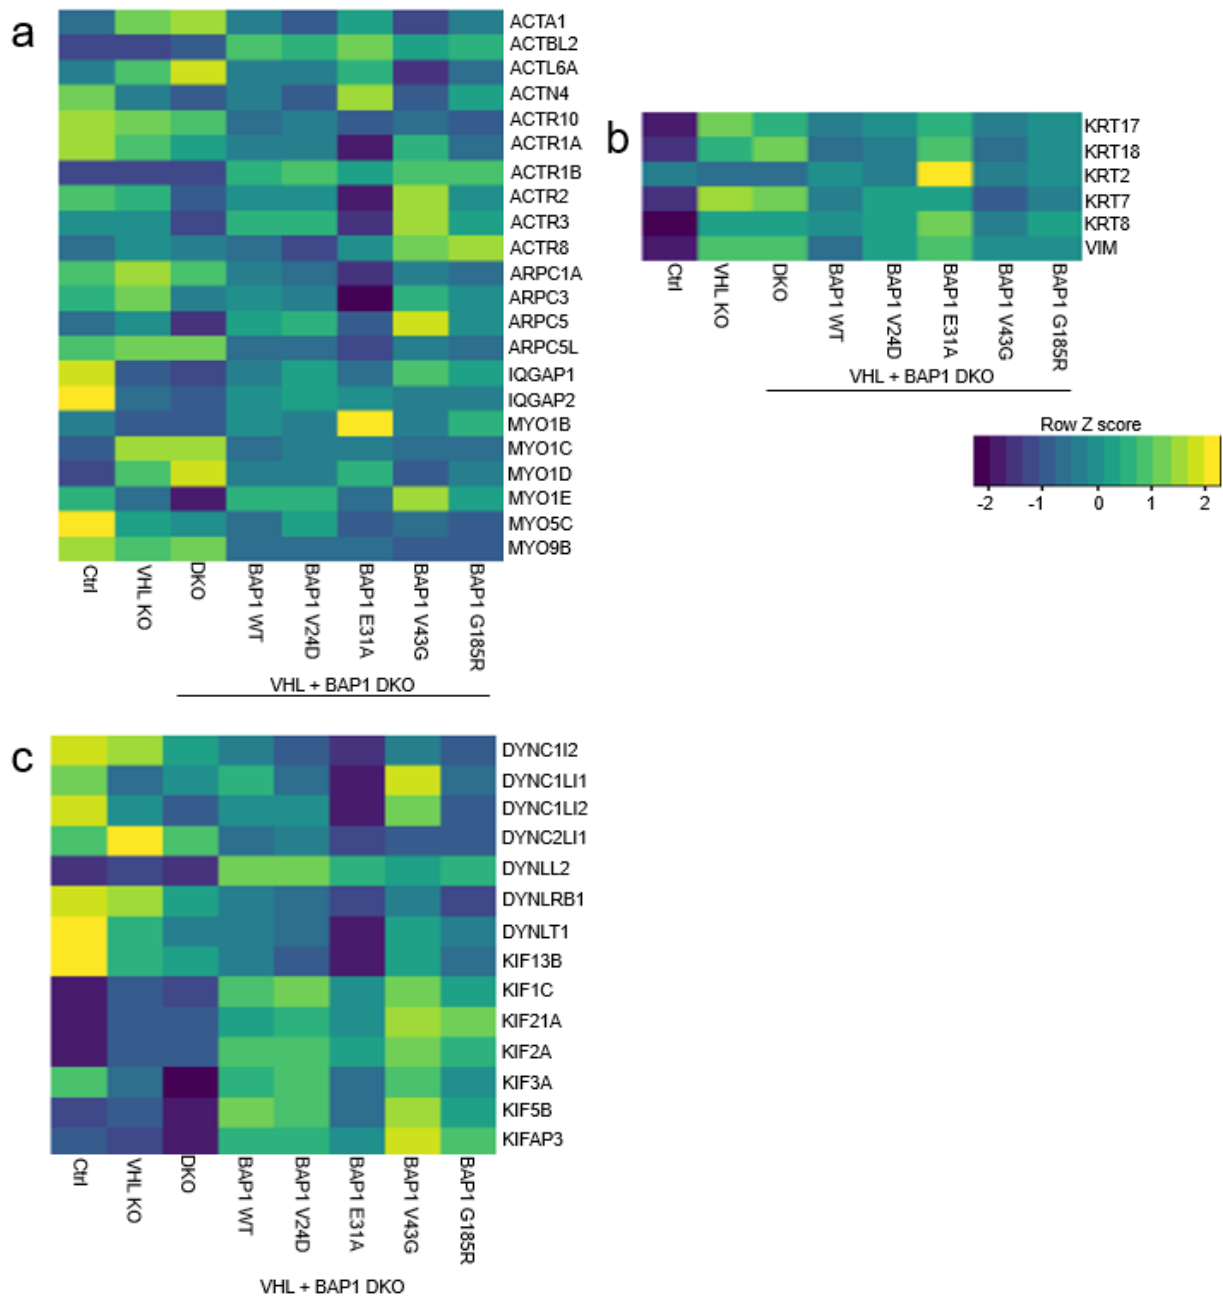 a
ACTA1
ACTBL2
ACTL6A
ACTN4
ACTR10
ACTR1A
ACTR1B
ACTR2
ACTR3
ACTR8
ARPC1A
ARPC3
ARPC5
ARPC5L
IQGAP1
IQGAP2
MYO1B
MYO1C
MYO1D
MYO1E
MYO5C
MYO9B
Ctrl
VHL KO
DKO
BAP1 WT
BAP1 V24D
BAP1 E31A
BAP1 V43G
BAP1 G185R
VHL + BAP1 DKO
b
KRT17
KRT18
KRT2
KRT7
KRT8
VIM
Ctrl
VHL KO
DKO
BAP1 WT
BAP1 V24D
BAP1 E31A
BAP1 V43G
BAP1 G185R
VHL + BAP1 DKO
Row Z score
-2 -1 0 1 2
c
DYNC1I2
DYNC1LI1
DYNC1LI2
DYNC2LI1
DYNLL2
DYNLRB1
DYNLT1
KIF13B
KIF1C
KIF21A
KIF2A
KIF3A
KIF5B
KIFAP3
Ctrl
VHL KO
DKO
BAP1 WT
BAP1 V24D
BAP1 E31A
BAP1 V43G
BAP1 G185R
VHL + BAP1 DKO